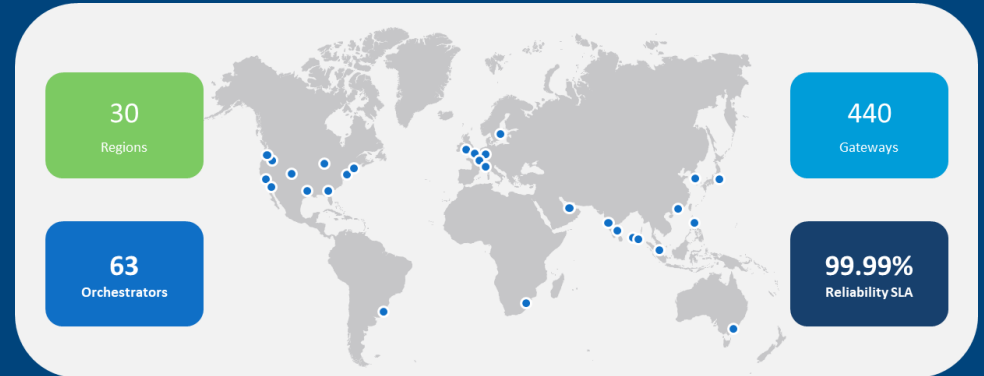 30
Regions
440
Gateways
63
Orchestrators
99.99%
Reliability SLA